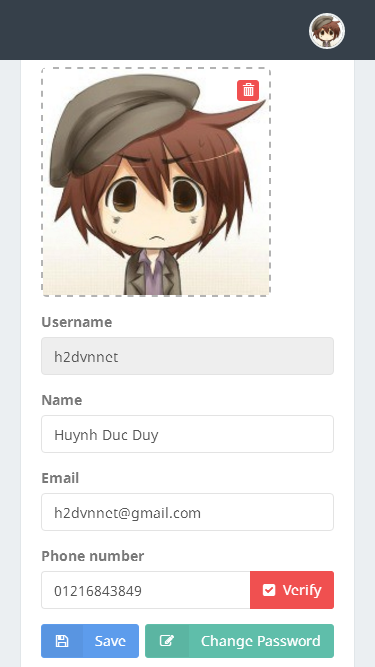 Username
h2dvnnet
Name
Huynh Duc Duy
Email
h2dvnnet@gmail.com
Phone number
01216843849
Verify
Save
Change Password